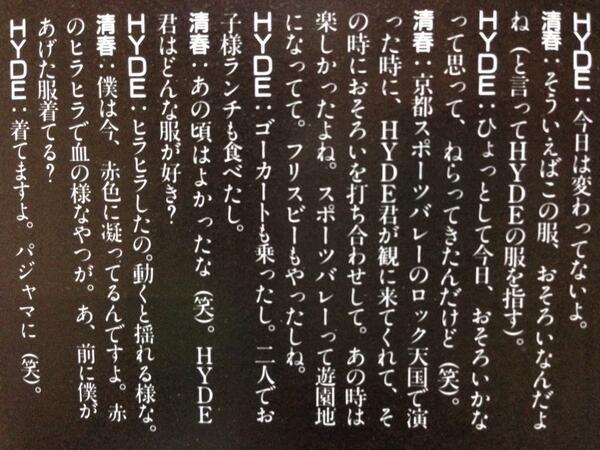 HYDE：今日は変わってないよ。
清春：そういえばこの服、おそろいなんだよ
ね（と言ってHYDEの服を指す）。
HYDE：ひょっとして今日、おそろいかな
って思って、ねらってきたんだけど（笑）。
清春：京都スポーツバレーのロック天国で演
った時に、HYDE君が観に来てくれて、そ
の時におそろいを打ち合わせして。あの時は
楽しかったよね。スポーツバレーって遊園地
になってて。フリスビーもやったしね。
HYDE：ゴーカートも乗ったし。二人でお
子様ランチも食べたし。
清春：あの頃はよかったな（笑）。HYDE
君はどんな服が好き？
HYDE：ヒラヒラしたの。動くと揺れる様な。
清春：僕は今、赤色に凝ってるんですよ。赤
のヒラヒラで血の様なやつが。あ、前に僕が
あげた服着てる？
HYDE：着てますよ。パジャマに（笑）。